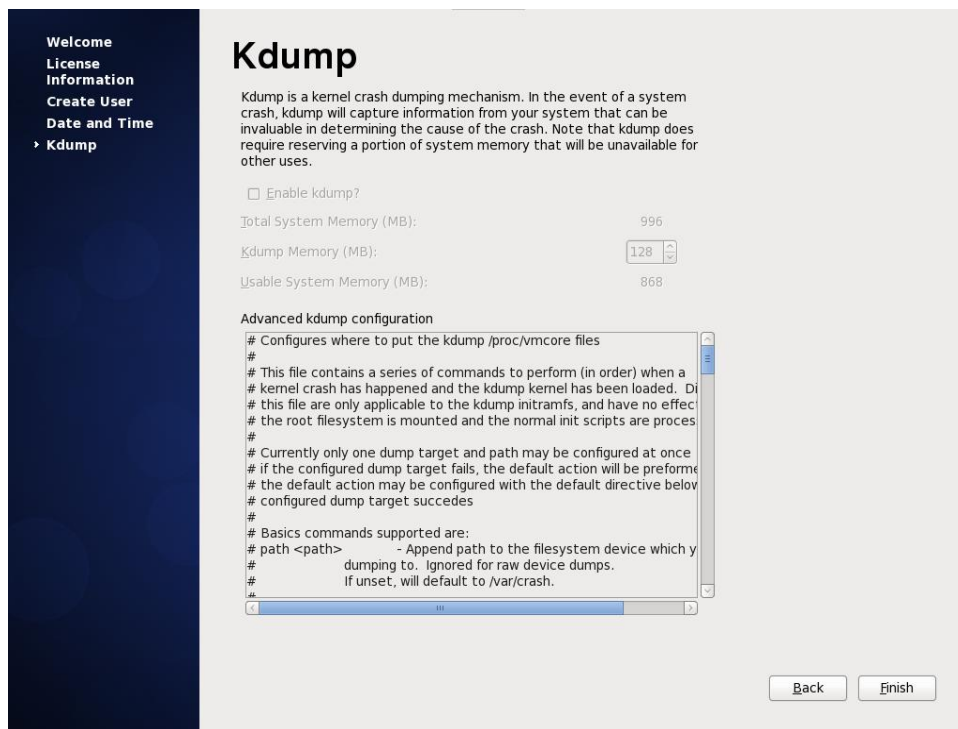 Welcome
License
Information
Create User
Date and Time
Kdump
Kdump
Kdump is a kernel crash dumping mechanism. In the event of a system
crash, kdump will capture information from your system that can be
invaluable in determining the cause of the crash. Note that kdump does
require reserving a portion of system memory that will be unavailable for
other uses.
Enable kdump?
Total System Memory (MB): 996
Kdump Memory (MB): 128
Usable System Memory (MB): 868
Advanced kdump configuration
# Configures where to put the kdump /proc/vmcore files
#
# This file contains a series of commands to perform (in order) when a
# kernel crash has happened and the kdump kernel has been loaded. Di
# this file are only applicable to the kdump initramfs, and have no effect
# the root filesystem is mounted and the normal init scripts are proces
#
# Currently only one dump target and path may be configured at once
# if the configured dump target fails, the default action will be preforme
# the default action may be configured with the default directive below
# configured dump target succedes
#
# Basics commands supported are:
# path <path> - Append path to the filesystem device which y
# dumping to. Ignored for raw device dumps.
# If unset, will default to /var/crash.
#
Back Finish